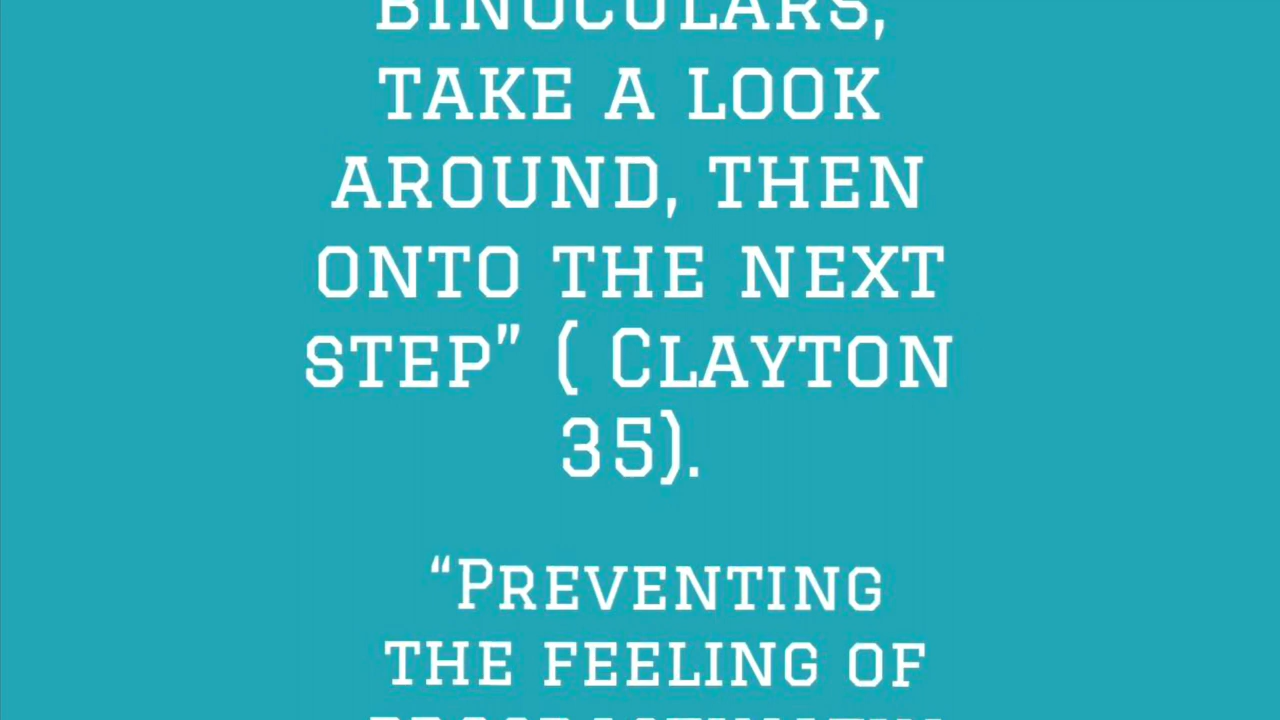 BINOCULARS,
TAKE A LOOK
AROUND, THEN
ONTO THE NEXT
STEP” ( CLAYTON
35).
“PREVENTING
THE FEELING OF